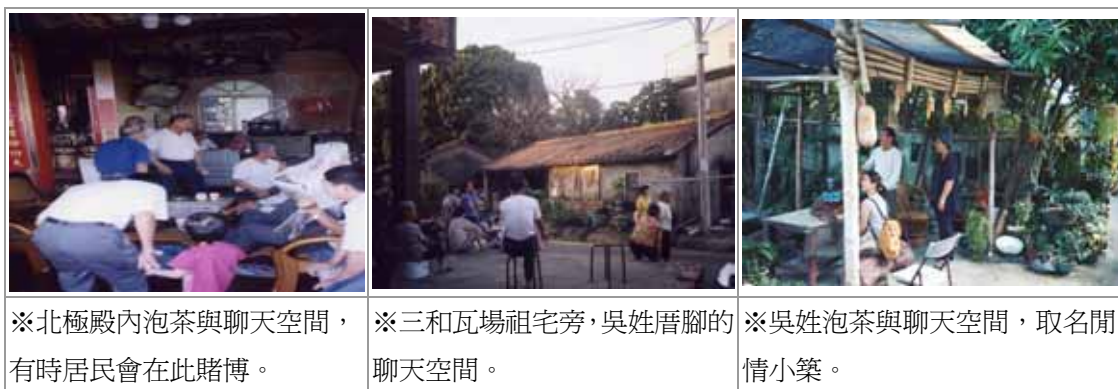 ※北極殿內泡茶與聊天空間，
有時居民會在此賭博。
※三和瓦場祖宅旁，吳姓厝腳的
聊天空間。
※吳姓泡茶與聊天空間，取名閒
情小築。